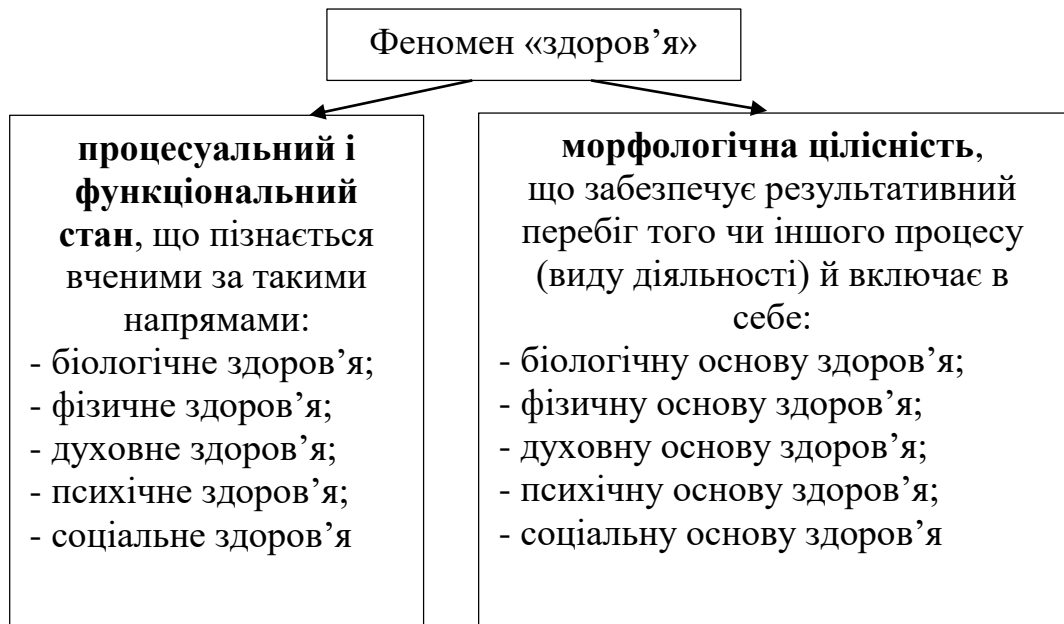 Феномен «здоров’я»
процесуальний і
функціональний
стан, що пізнається
вченими за такими
напрямами:
- біологічне здоров’я;
- фізичне здоров’я;
- духовне здоров’я;
- психічне здоров’я;
- соціальне здоров’я
морфологічна цілісність,
що забезпечує результативний
перебіг того чи іншого процесу
(виду діяльності) й включає в
себе:
- біологічну основу здоров’я;
- фізичну основу здоров’я;
- духовну основу здоров’я;
- психічну основу здоров’я;
- соціальну основу здоров’я